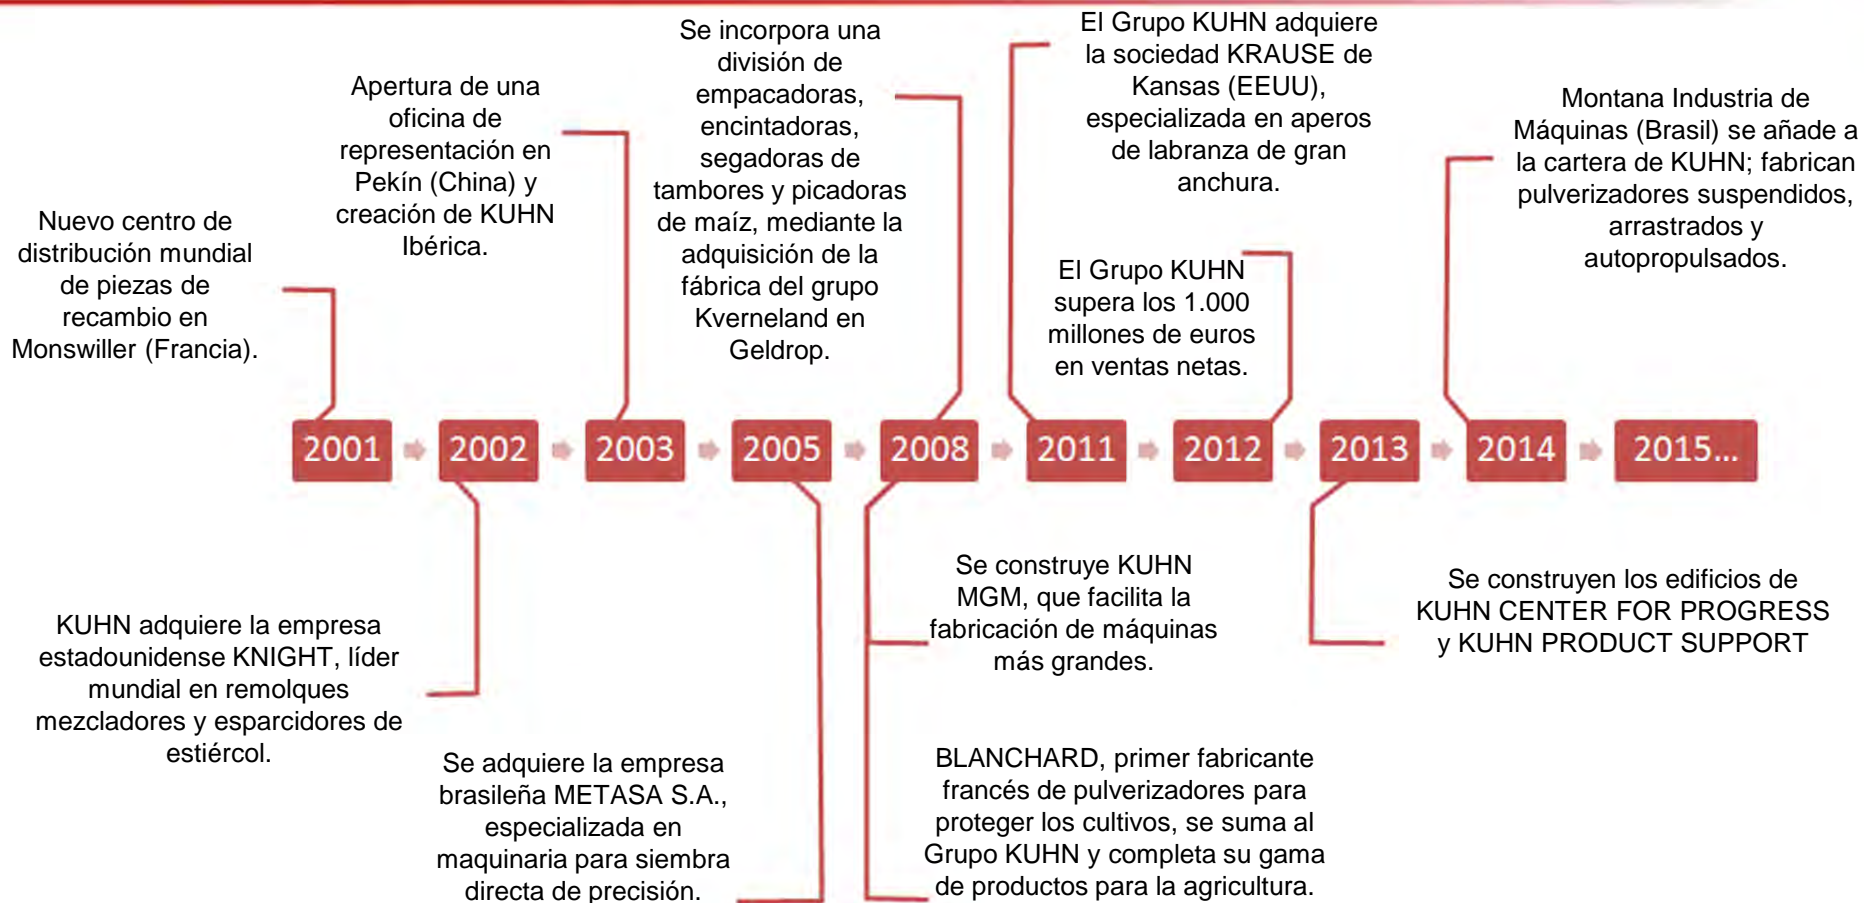 Nuevo centro de
distribución mundial
de piezas de
recambio en
Monswiller (Francia).
Apertura de una
oficina de
representación en
Pekín (China) y
creación de KUHN
Ibérica.
Se incorpora una
división de
empacadoras,
encintadoras,
segadoras de
tambores y picadoras
de maíz, mediante la
adquisición de la
fábrica del grupo
Kverneland en
Geldrop.
El Grupo KUHN adquiere
la sociedad KRAUSE de
Kansas (EEUU),
especializada en aperos
de labranza de gran
anchura.
El Grupo KUHN
supera los 1.000
millones de euros
en ventas netas.
Montana Industria de
Máquinas (Brasil) se añade a
la cartera de KUHN; fabrican
pulverizadores suspendidos,
arrastrados y
autopropulsados.
2001 2002 2003 2005 2008 2011 2012 2013 2014 2015...
KUHN adquiere la empresa
estadounidense KNIGHT, líder
mundial en remolques
mezcladores y esparcidores de
estiércol.
Se adquiere la empresa
brasileña METASA S.A.,
especializada en
maquinaria para siembra
directa de precisión.
Se construye KUHN
MGM, que facilita la
fabricación de máquinas
más grandes.
BLANCHARD, primer fabricante
francés de pulverizadores para
proteger los cultivos, se suma al
Grupo KUHN y completa su gama
de productos para la agricultura.
Se construyen los edificios de
KUHN CENTER FOR PROGRESS
y KUHN PRODUCT SUPPORT